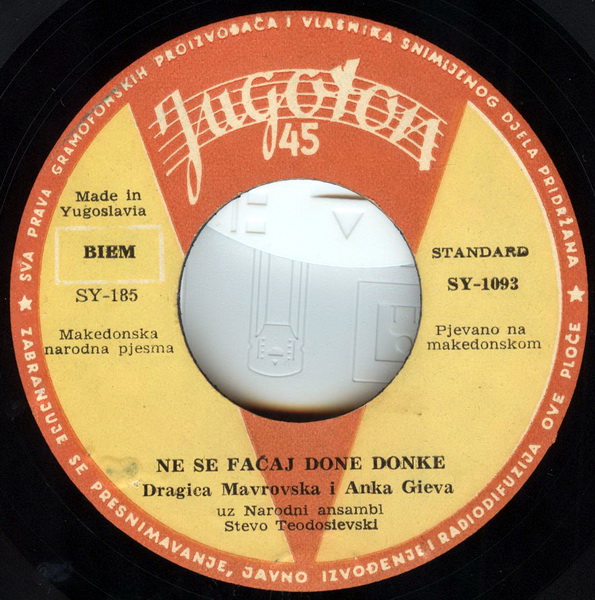 ★ SVA PRAVA GRAMOFONSKIH PROIZVOĐAČA I VLASNIKA SNIMLJENOG DJELA PRIDRŽANA ★
Jugoton
45
Made in
Yugoslavia
BIEM
SY-185
Makedonska
narodna pjesma
STANDARD
SY-1093
Pjevano na
makedonskom
NE SE FAĆAJ DONE DONKE
Dragica Mavrovska i Anka Gieva
uz Narodni ansambl
Stevo Teodosievski
ZABRANJUJE SE PRESNIMAVANJE, JAVNO IZVOĐENJE I RADIODIFUZIJA OVE PLOČE